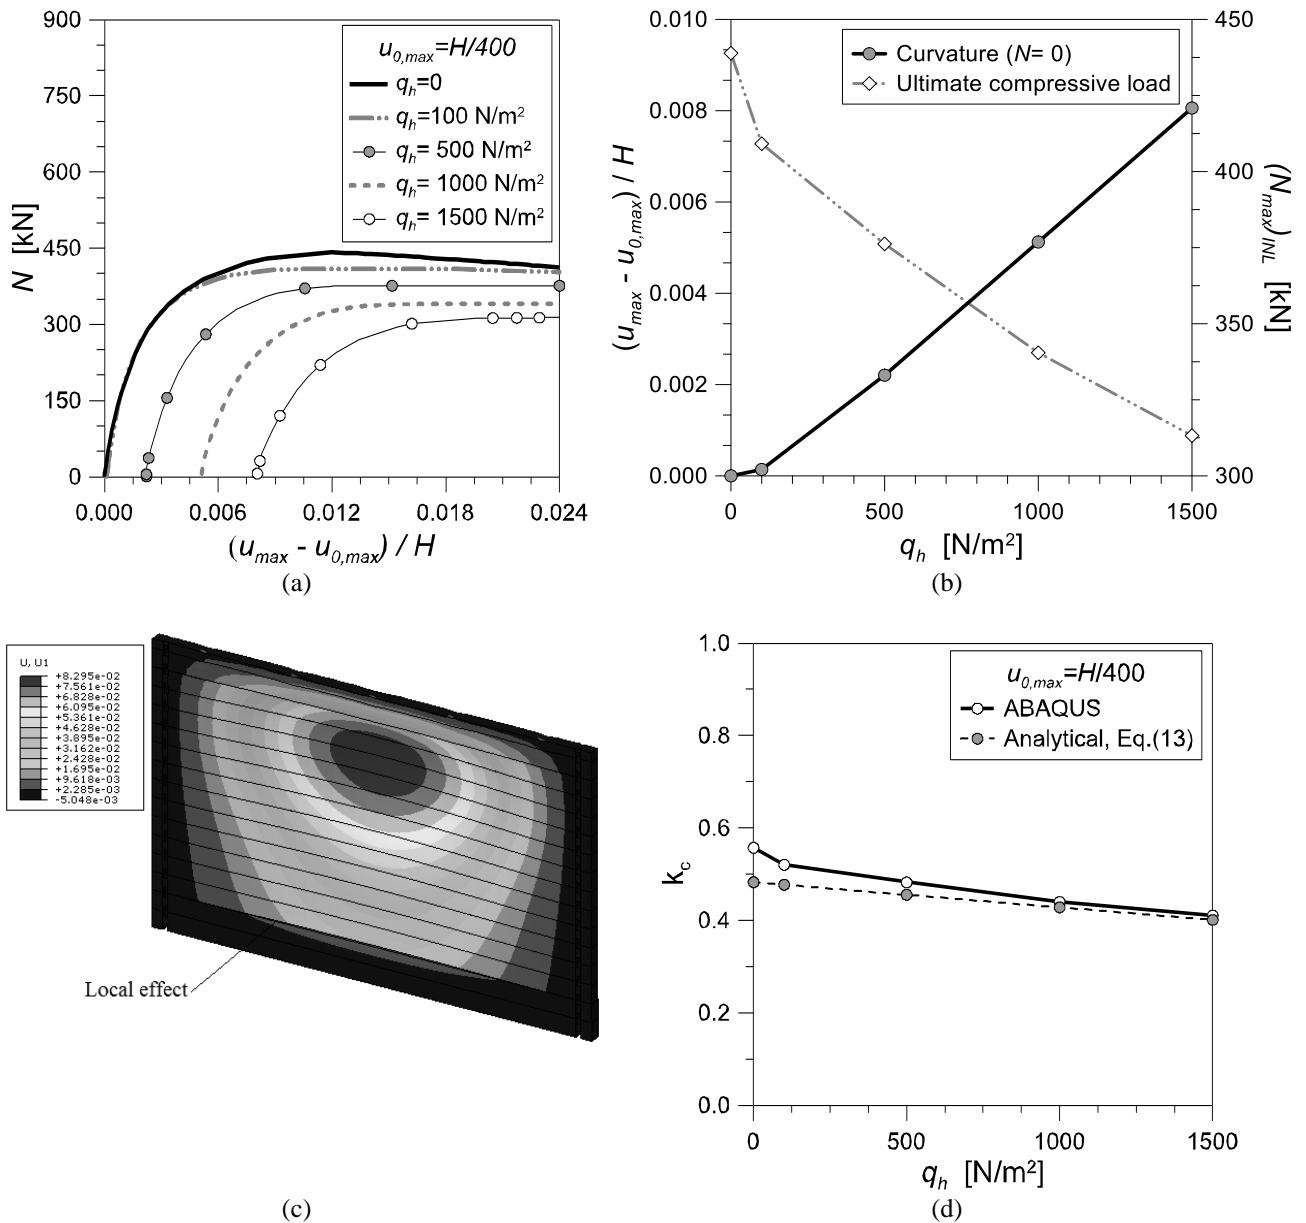 900
750
600
450
300
150
0
N [kN]
u0,max=H/400
qh=0
qh=100 N/m²
qh= 500 N/m²
qh= 1000 N/m²
qh= 1500 N/m²
0.000 0.006 0.012 0.018 0.024
(umax - u0,max) / H
(a)
0.010
0.008
0.006
0.004
0.002
0.000
(umax - u0,max) / H
Curvature (N= 0)
Ultimate compressive load
450
400
350
300
(Nmax)INL [kN]
0 500 1000 1500
qh [N/m²]
(b)
U, U1
+8.295e-02
+7.561e-02
+6.828e-02
+6.095e-02
+5.361e-02
+4.628e-02
+3.895e-02
+3.162e-02
+2.428e-02
+1.695e-02
+9.618e-03
+2.285e-03
-5.048e-03
Local effect
(c)
1.0
0.8
0.6
0.4
0.2
0.0
kc
u0,max=H/400
ABAQUS
Analytical, Eq.(13)
0 500 1000 1500
qh [N/m²]
(d)